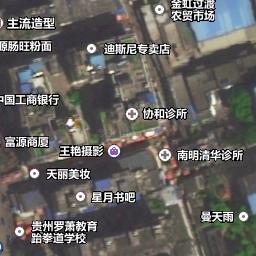 金虹过渡
农贸市场
主流造型
源肠旺粉面
迪斯尼专卖店
中国工商银行
协和诊所
富源商厦
王艳摄影
南明清华诊所
天丽美妆
星月书吧
曼天雨
贵州罗萧教育
跆拳道学校